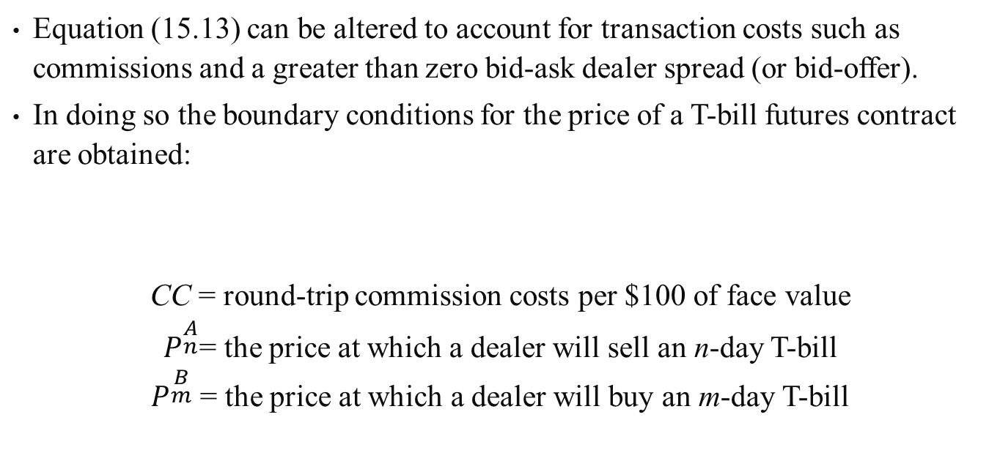 • Equation (15.13) can be altered to account for transaction costs such as
commissions and a greater than zero bid-ask dealer spread (or bid-offer).
• In doing so the boundary conditions for the price of a T-bill futures contract
are obtained:
CC = round-trip commission costs per $100 of face value
A
Pn= the price at which a dealer will sell an n-day T-bill
B
Pm = the price at which a dealer will buy an m-day T-bill